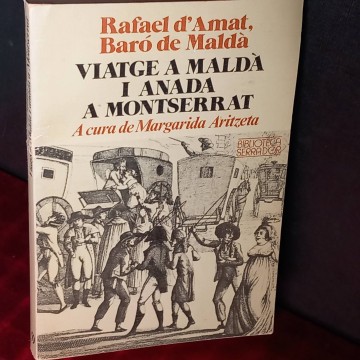 Rafael d'Amat,
Baró de Maldà
VIATGE A MALDÀ
I ANADA
A MONTSERRAT
A cura de Margarida Aritzeta
BIBLIOTECA
SERRA D'OR